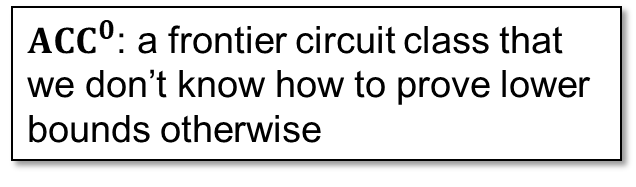 ACC⁰: a frontier circuit class that
we don’t know how to prove lower
bounds otherwise